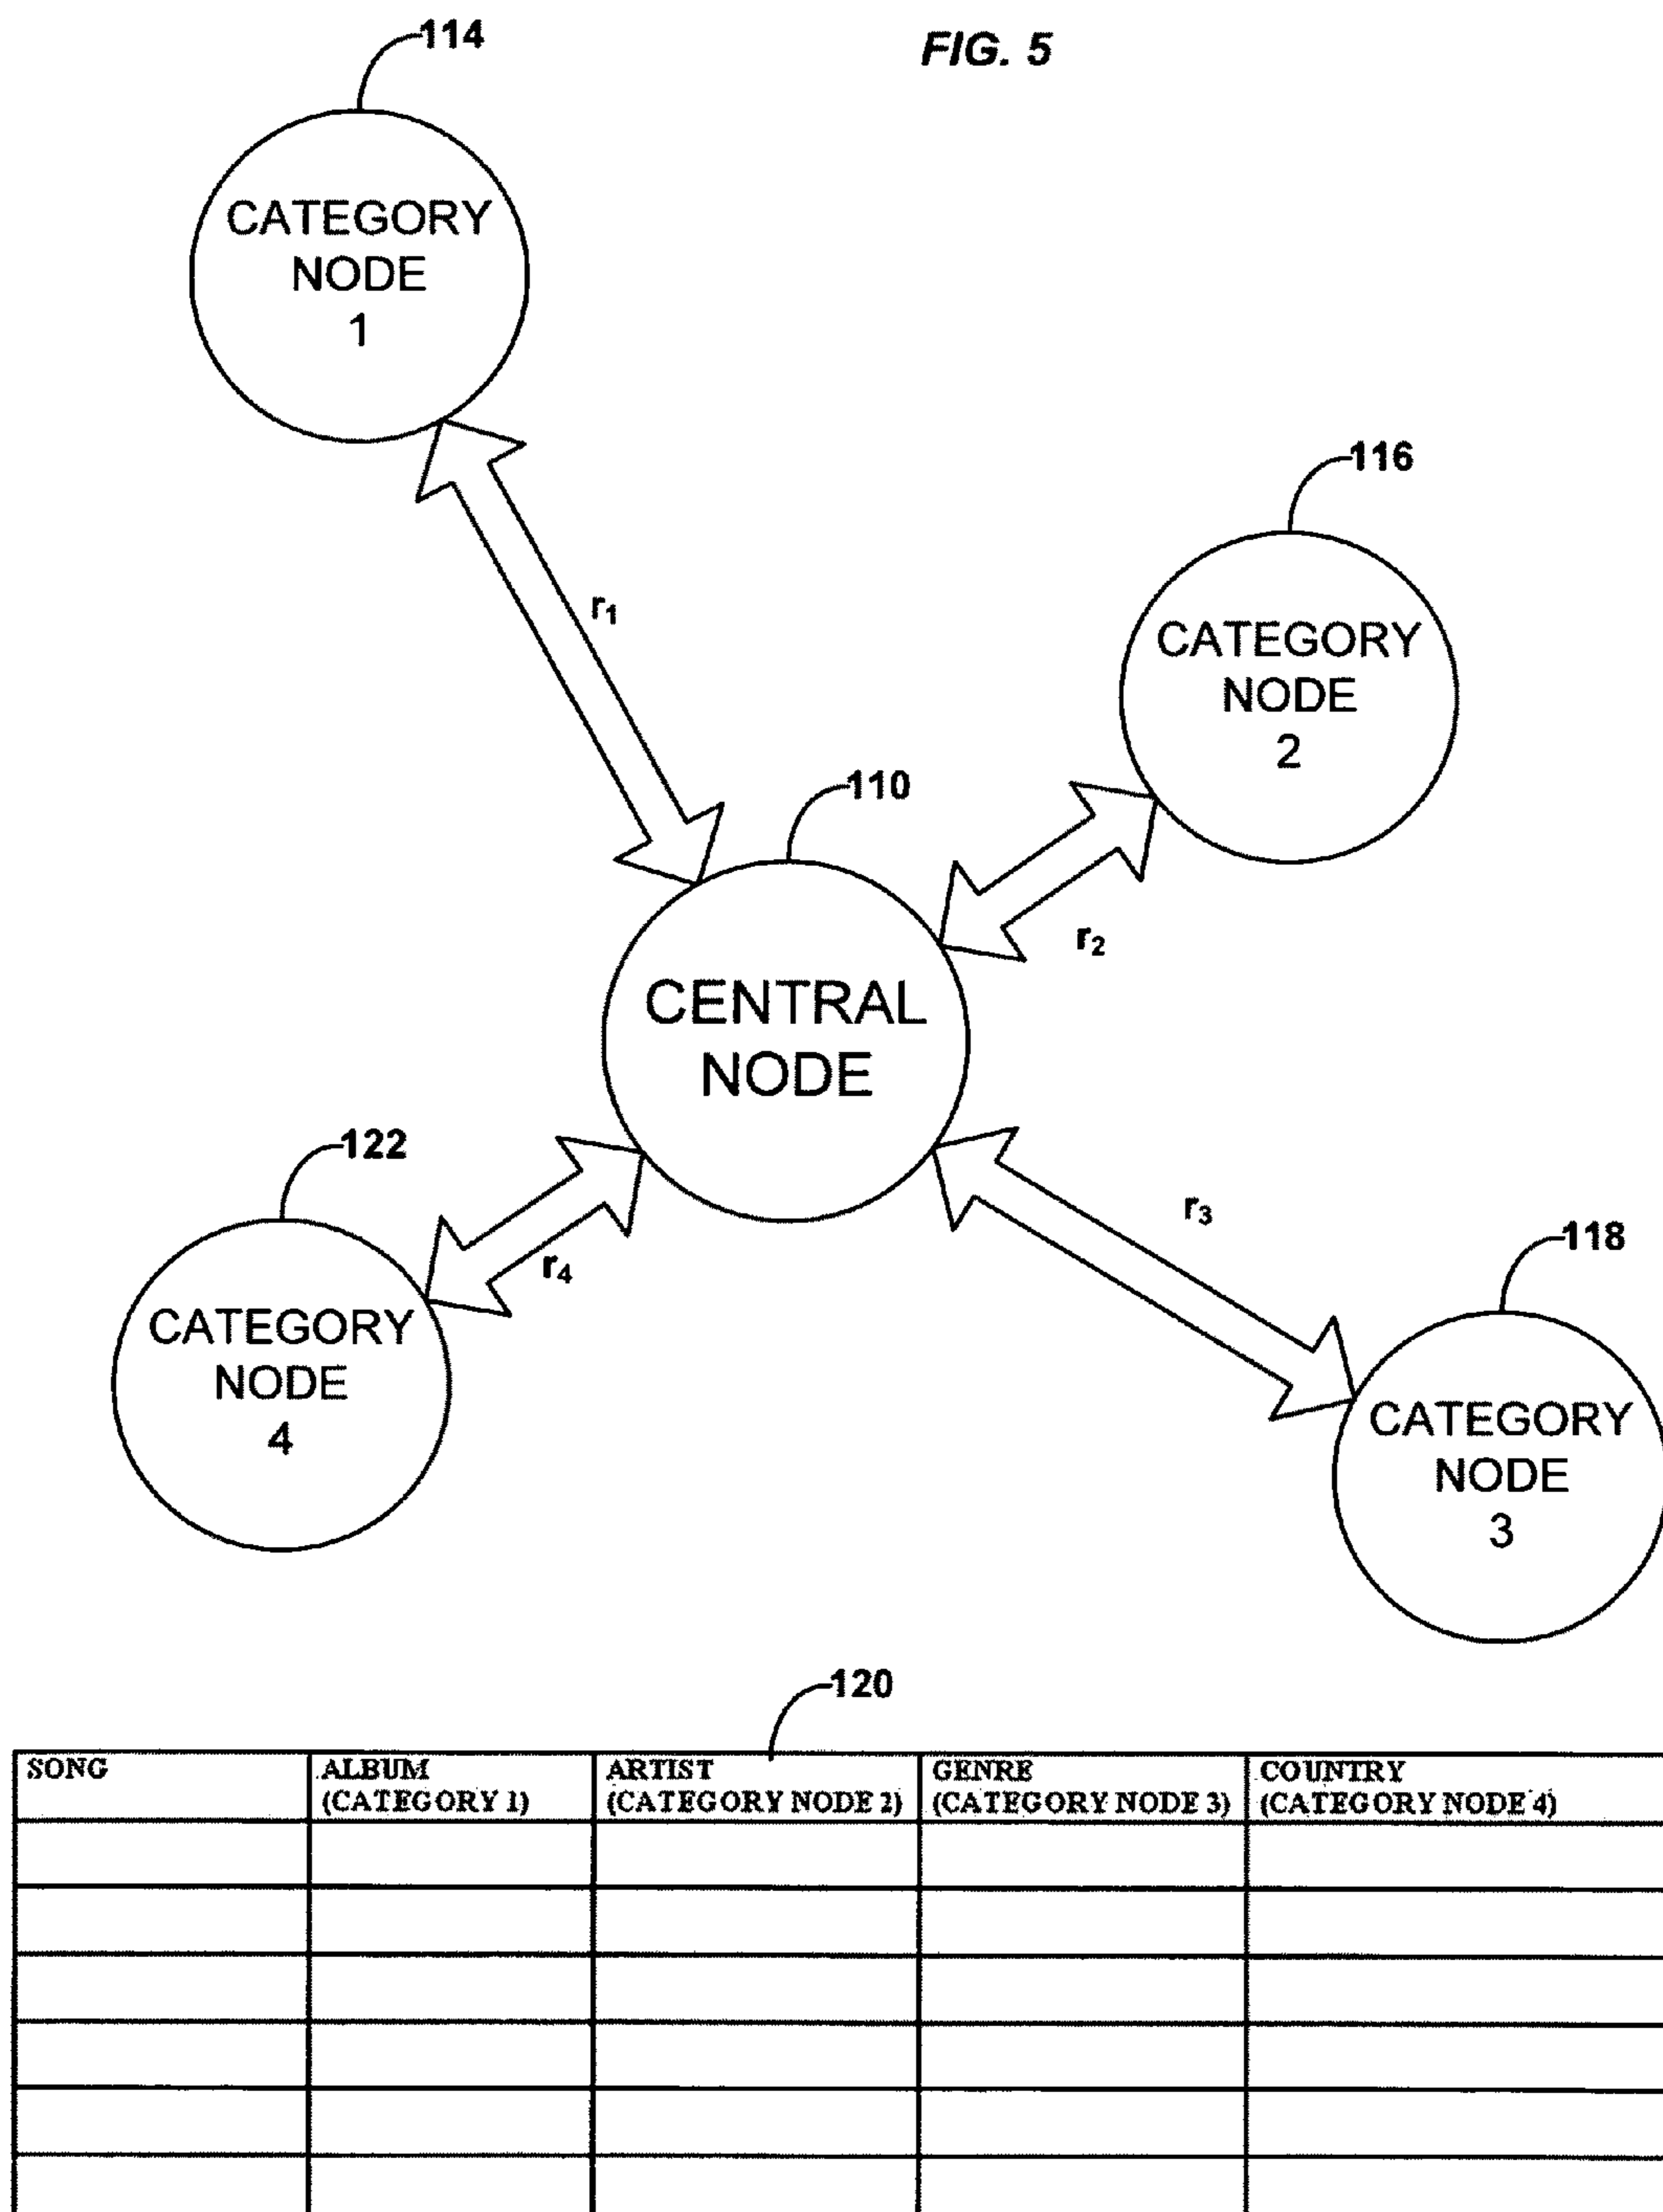 FIG. 5
114
CATEGORY
NODE
1
r1
116
CATEGORY
NODE
2
r2
110
CENTRAL
NODE
122
CATEGORY
NODE
4
r4
r3
118
CATEGORY
NODE
3
120
SONG
ALBUM
(CATEGORY 1)
ARTIST
(CATEGORY NODE 2)
GENRE
(CATEGORY NODE 3)
COUNTRY
(CATEGORY NODE 4)